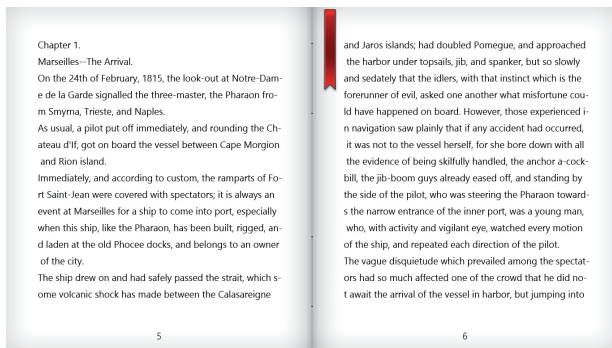 Chapter 1.
Marseilles--The Arrival.
On the 24th of February, 1815, the look-out at Notre-Dam-
e de la Garde signalled the three-master, the Pharaon fro-
m Smyrna, Trieste, and Naples.
As usual, a pilot put off immediately, and rounding the Ch-
ateau d'If, got on board the vessel between Cape Morgion
and Rion island.
Immediately, and according to custom, the ramparts of Fo-
rt Saint-Jean were covered with spectators; it is always an
event at Marseilles for a ship to come into port, especially
when this ship, like the Pharaon, has been built, rigged, an-
d laden at the old Phocee docks, and belongs to an owner
of the city.
The ship drew on and had safely passed the strait, which s-
ome volcanic shock has made between the Calasareigne
5
and Jaros islands; had doubled Pomegue, and approached
the harbor under topsails, jib, and spanker, but so slowly
and sedately that the idlers, with that instinct which is the
forerunner of evil, asked one another what misfortune cou-
ld have happened on board. However, those experienced i-
n navigation saw plainly that if any accident had occurred,
it was not to the vessel herself, for she bore down with all
the evidence of being skilfully handled, the anchor a-cock-
bill, the jib-boom guys already eased off, and standing by
the side of the pilot, who was steering the Pharaon toward-
s the narrow entrance of the inner port, was a young man,
who, with activity and vigilant eye, watched every motion
of the ship, and repeated each direction of the pilot.
The vague disquietude which prevailed among the spectat-
ors had so much affected one of the crowd that he did no-
t await the arrival of the vessel in harbor, but jumping into
6